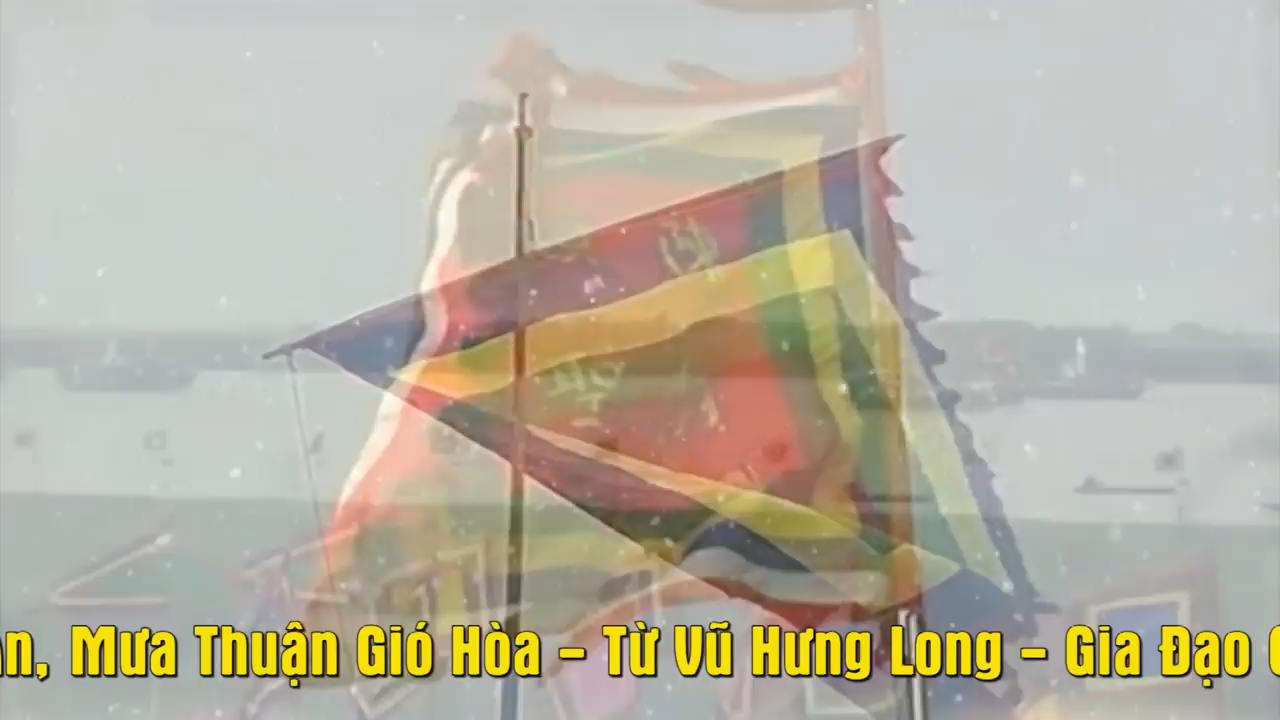 Mưa Thuận Gió Hòa – Từ Vũ Hưng Long – Gia Đạo